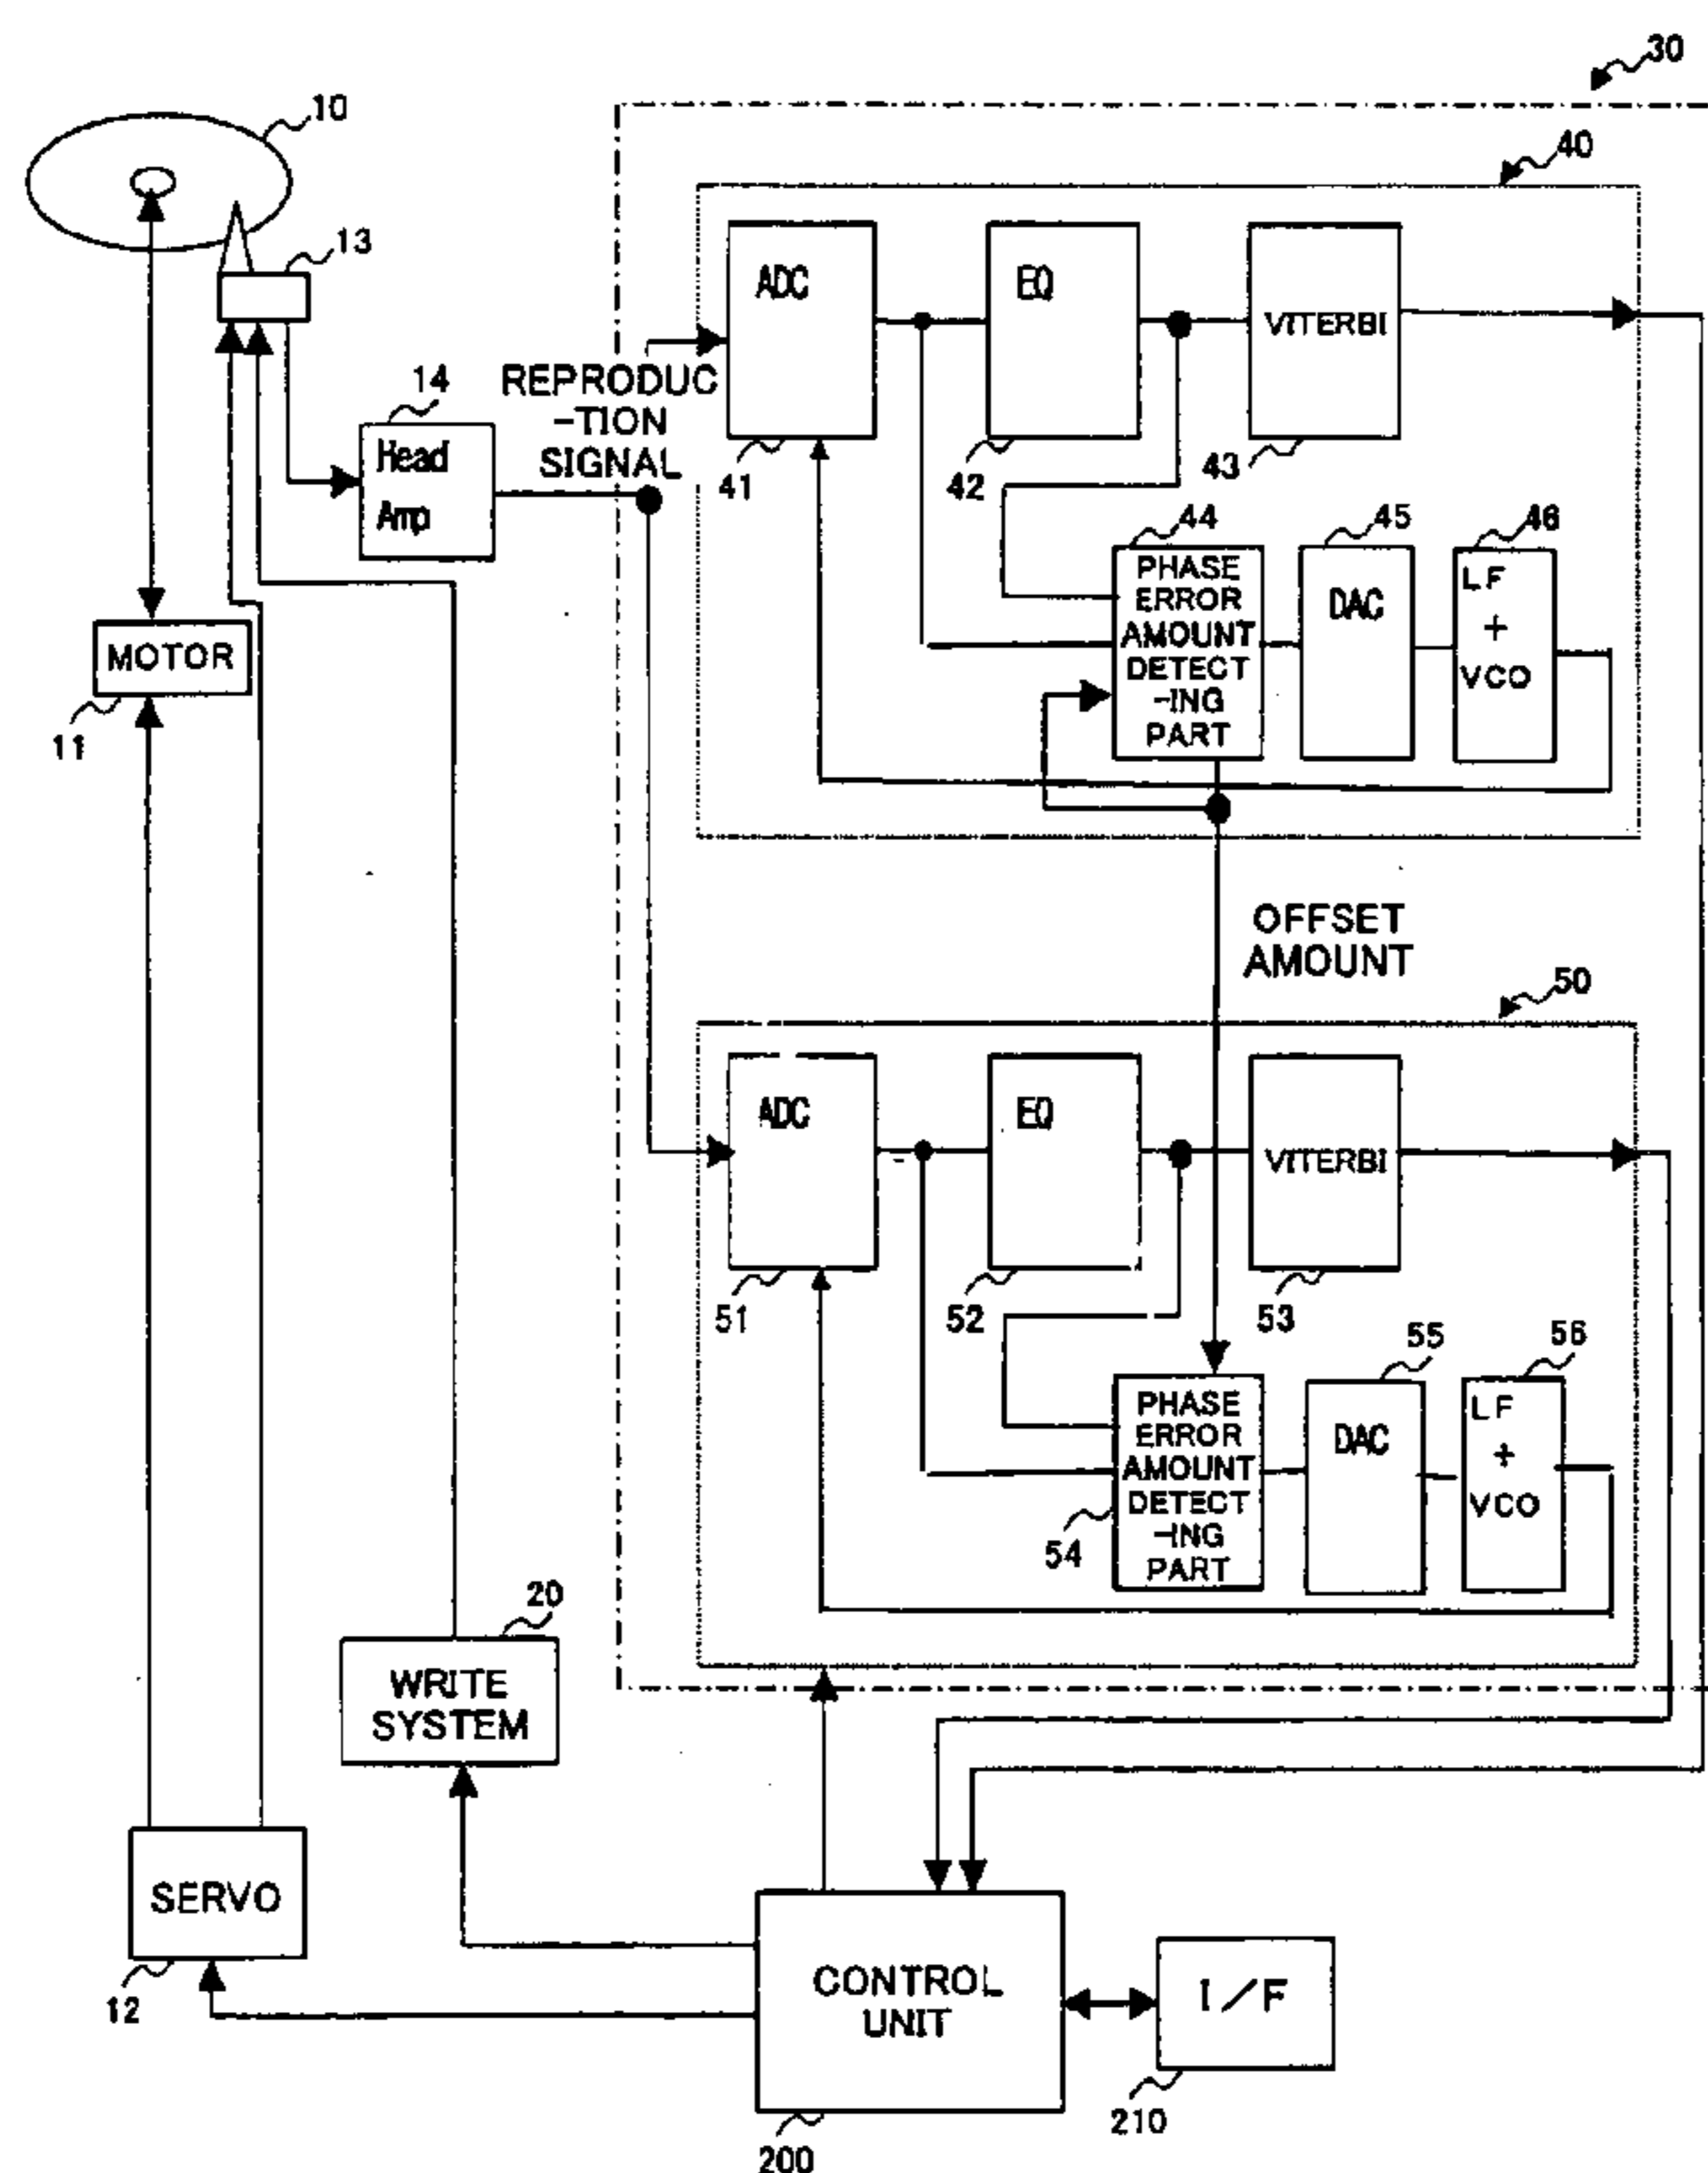 30
10
40
13
ADC
EQ
VITERBI
14
REPRODUC
-TION
SIGNAL
Head
Amp
41
42
43
44
45
46
PHASE
ERROR
AMOUNT
DETECT
-ING
PART
DAC
LF
+
VCO
MOTOR
11
OFFSET
AMOUNT
50
ADC
EQ
VITERBI
51
52
53
55
56
PHASE
ERROR
AMOUNT
DETECT
-ING
PART
DAC
LF
+
VCO
54
20
WRITE
SYSTEM
SERVO
12
CONTROL
UNIT
I/F
210
200